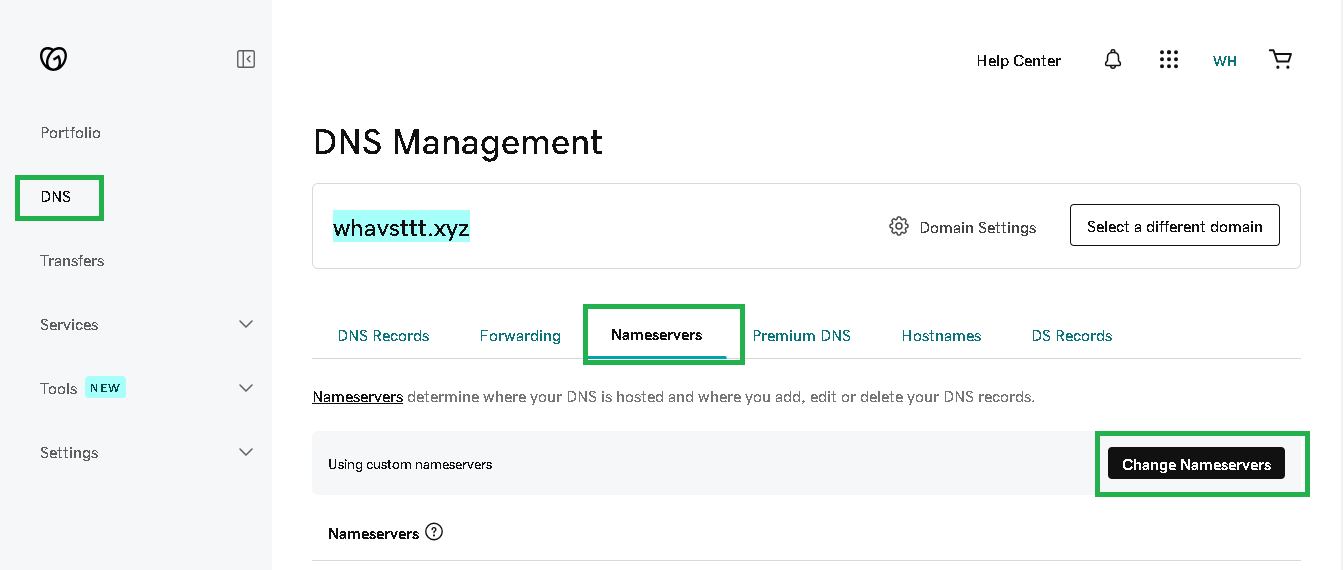 Help Center
WH
Portfolio
DNS
Transfers
Services
Tools NEW
Settings
DNS Management
whavsttt.xyz
Domain Settings
Select a different domain
DNS Records
Forwarding
Nameservers
Premium DNS
Hostnames
DS Records
Nameservers determine where your DNS is hosted and where you add, edit or delete your DNS records.
Using custom nameservers
Change Nameservers
Nameservers ?